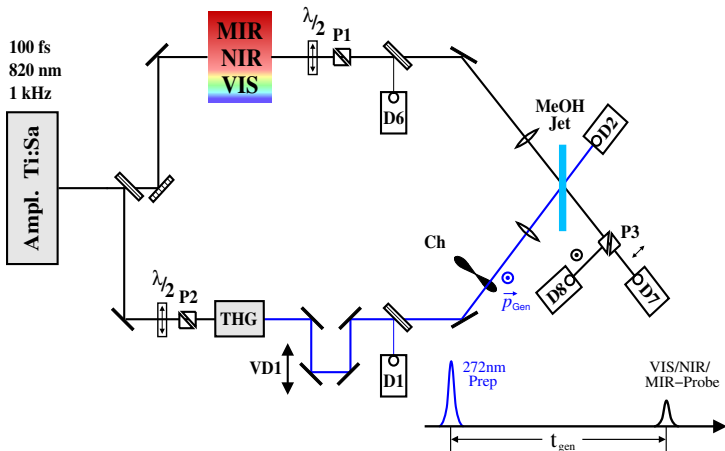 100 fs
820 nm
1 kHz
Ampl. Ti:Sa
MIR
NIR
VIS
λ/2
P1
D6
MeOH
Jet
D2
P3
D7
D8
Ch
p Gen
λ/2
P2
THG
VD1
D1
272nm
Prep
VIS/NIR/
MIR−Probe
t gen